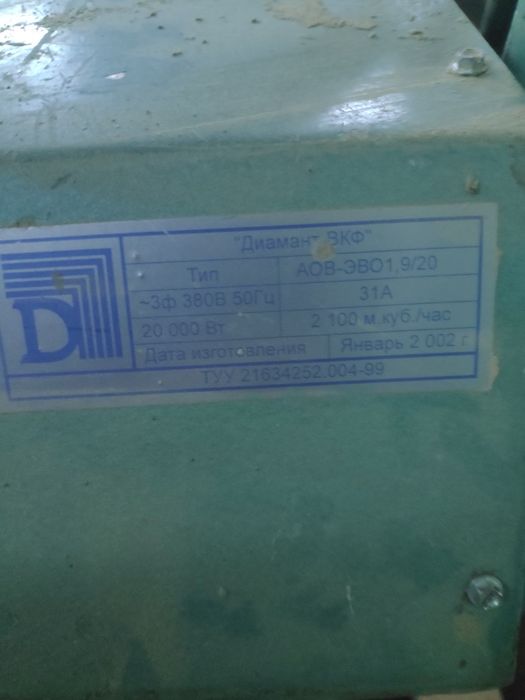 "Диамант ВКФ"
Тип АОВ-ЭВО1,9/20
~3ф 380В 50Гц 31А
20 000 Вт 2 100 м.куб./час
Дата изготовления Январь 2 002 г
ТУУ 21634252.004-99
D